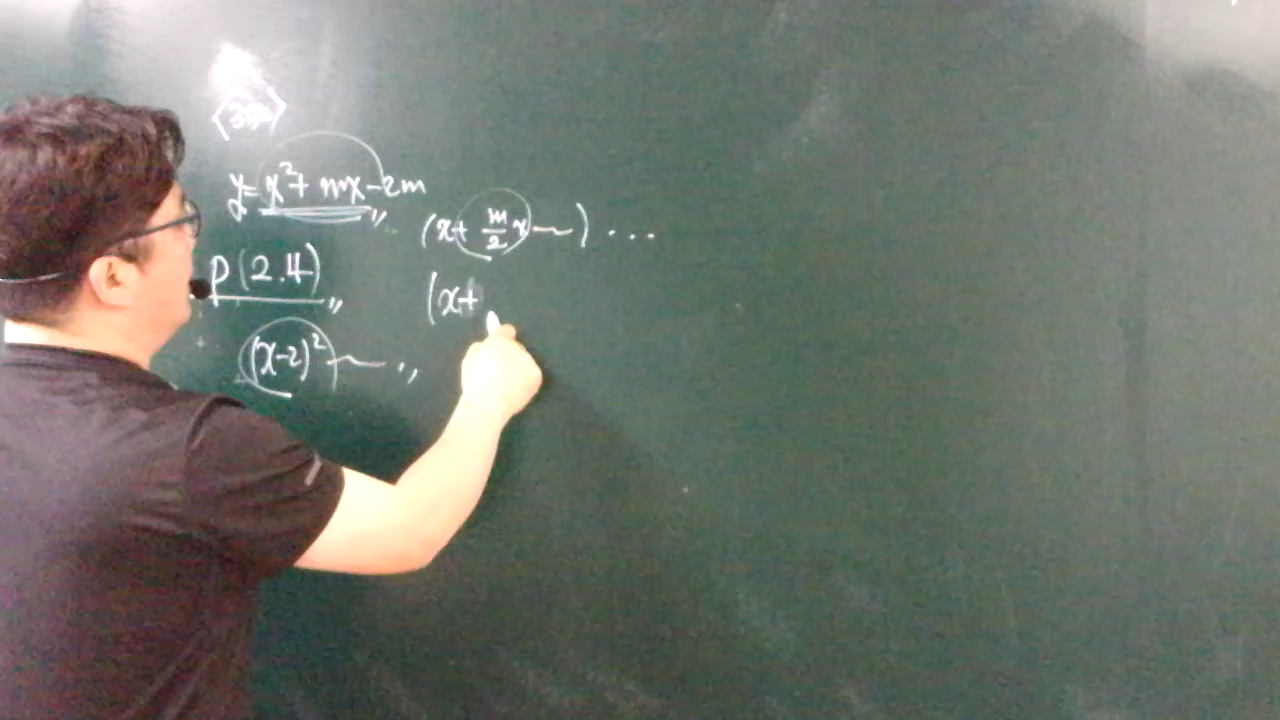 y=x²+mx-2m
(x+m/2 x~) ...
P(2.4)
(x+
(x-2)²~